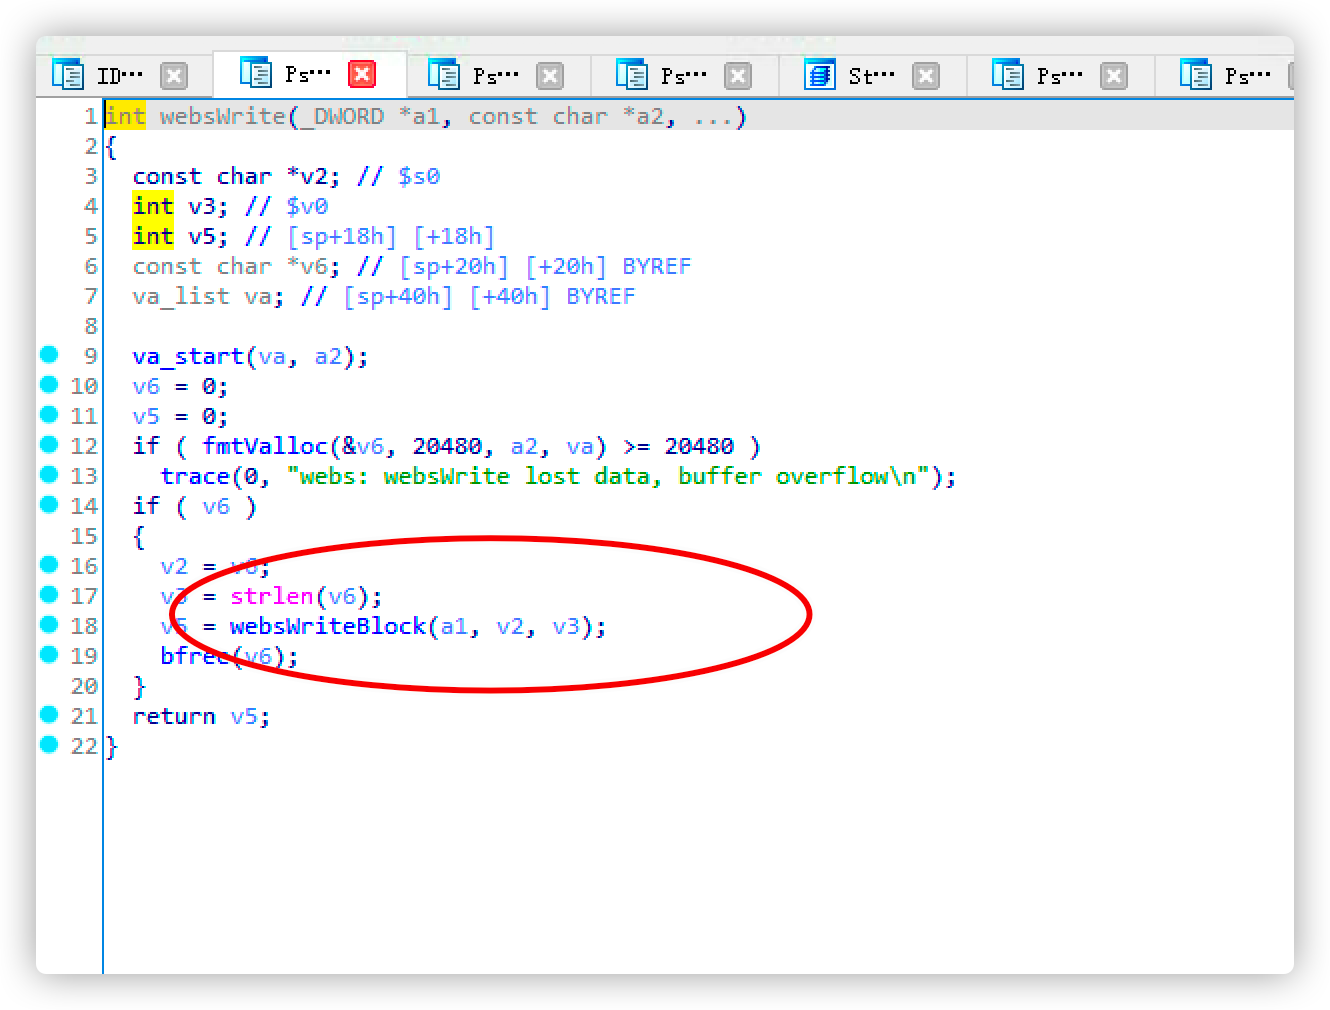 ID…
Ps…
Ps…
Ps…
St…
Ps…
Ps…
1 int websWrite(_DWORD *a1, const char *a2, ...)
2 {
3 const char *v2; // $s0
4 int v3; // $v0
5 int v5; // [sp+18h] [+18h]
6 const char *v6; // [sp+20h] [+20h] BYREF
7 va_list va; // [sp+40h] [+40h] BYREF
8
9 va_start(va, a2);
10 v6 = 0;
11 v5 = 0;
12 if ( fmtValloc(&v6, 20480, a2, va) >= 20480 )
13 trace(0, "webs: websWrite lost data, buffer overflow\n");
14 if ( v6 )
15 {
16 v2 = v6;
17 v3 = strlen(v6);
18 v5 = websWriteBlock(a1, v2, v3);
19 bfree(v6);
20 }
21 return v5;
22 }